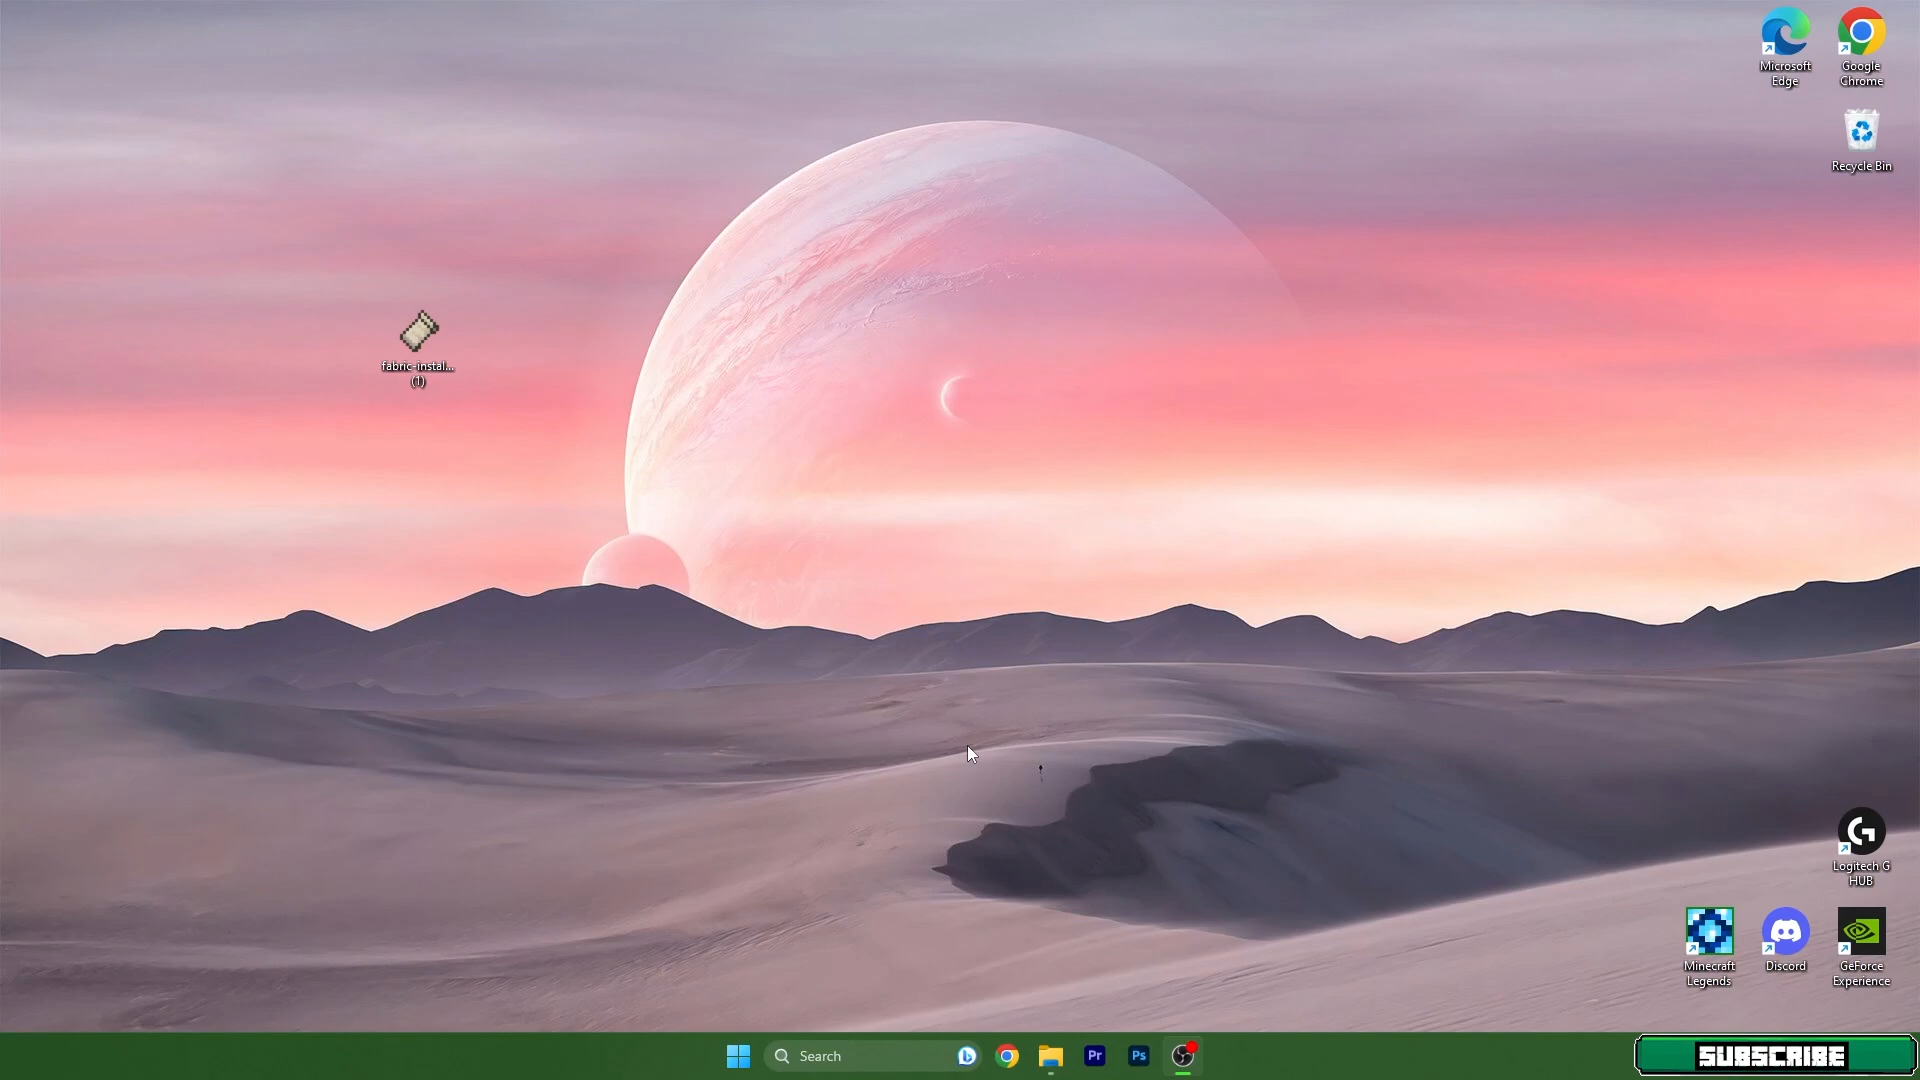 Microsoft
Edge
Google
Chrome
Recycle Bin
fabric-instal...
(1)
Logitech G
HUB
Minecraft
Legends
Discord
GeForce
Experience
Search
Pr
Ps
SUBSCRIBE